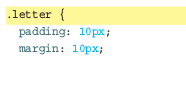 .letter {
padding: 10px;
margin: 10px;